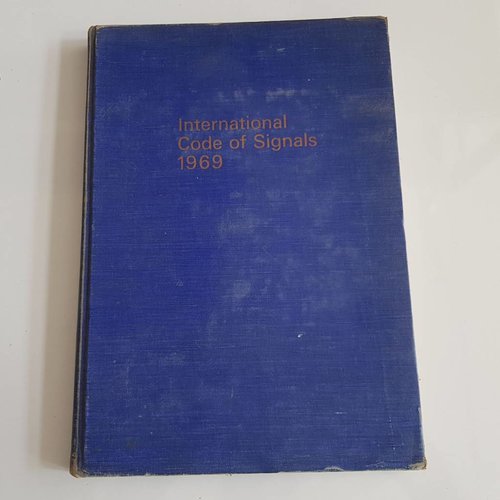 International
Code of Signals
1969